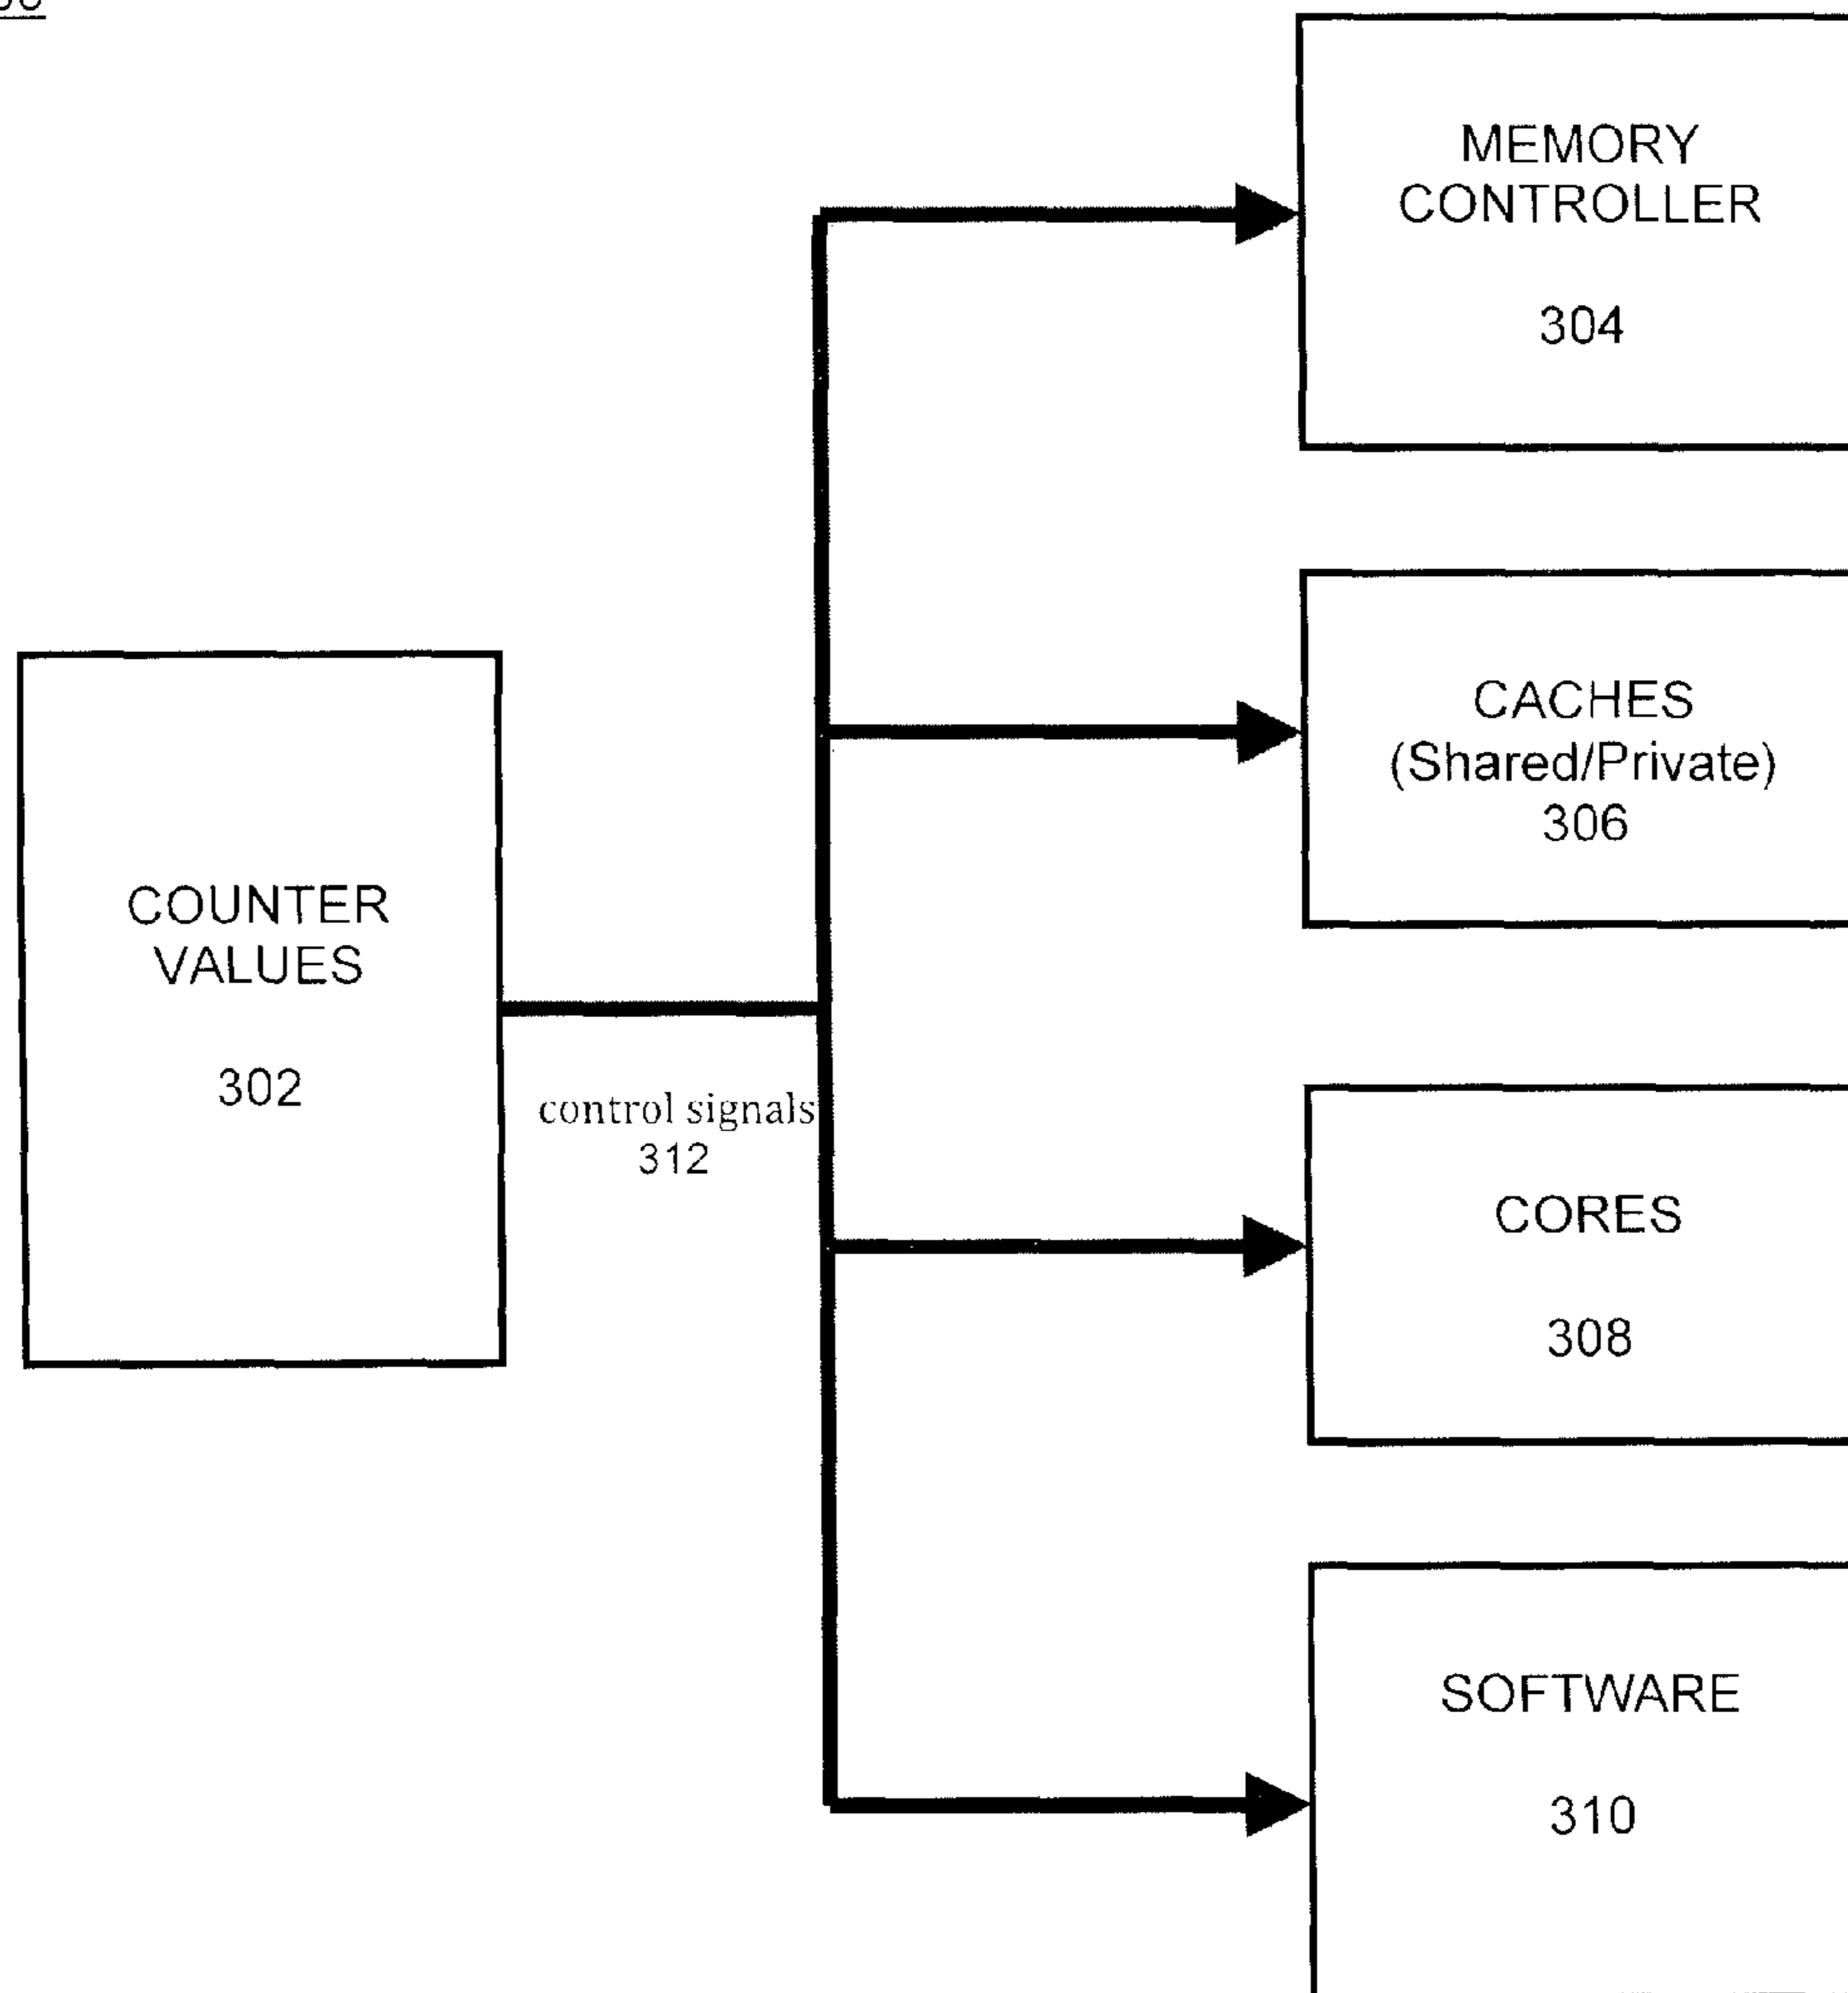 MEMORY
CONTROLLER
304
CACHES
(Shared/Private)
306
COUNTER
VALUES
302
control signals
312
CORES
308
SOFTWARE
310